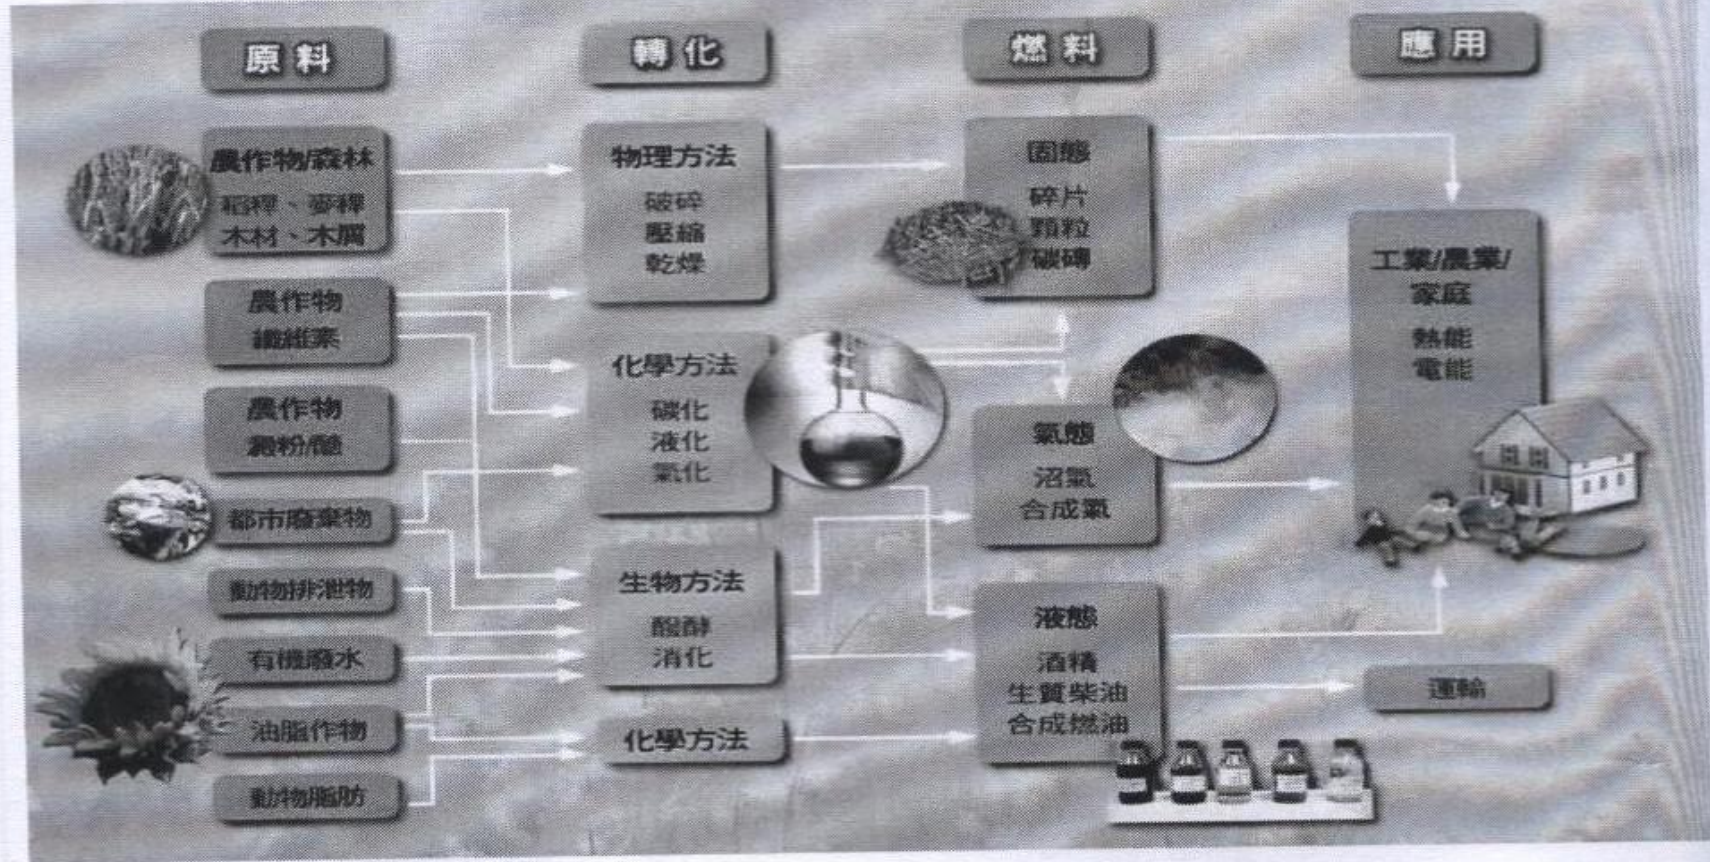 原料
轉化
燃料
應用
農作物/森林
稻稈、麥稈
木材、木屑
農作物
纖維素
農作物
澱粉/醣
都市廢棄物
動物排泄物
有機廢水
油脂作物
動物脂肪
物理方法
破碎
壓縮
乾燥
化學方法
碳化
液化
氣化
生物方法
醱酵
消化
化學方法
固態
碎片
顆粒
碳磚
氣態
沼氣
合成氣
液態
酒精
生質柴油
合成燃油
工業/農業/
家庭
熱能
電能
運輸